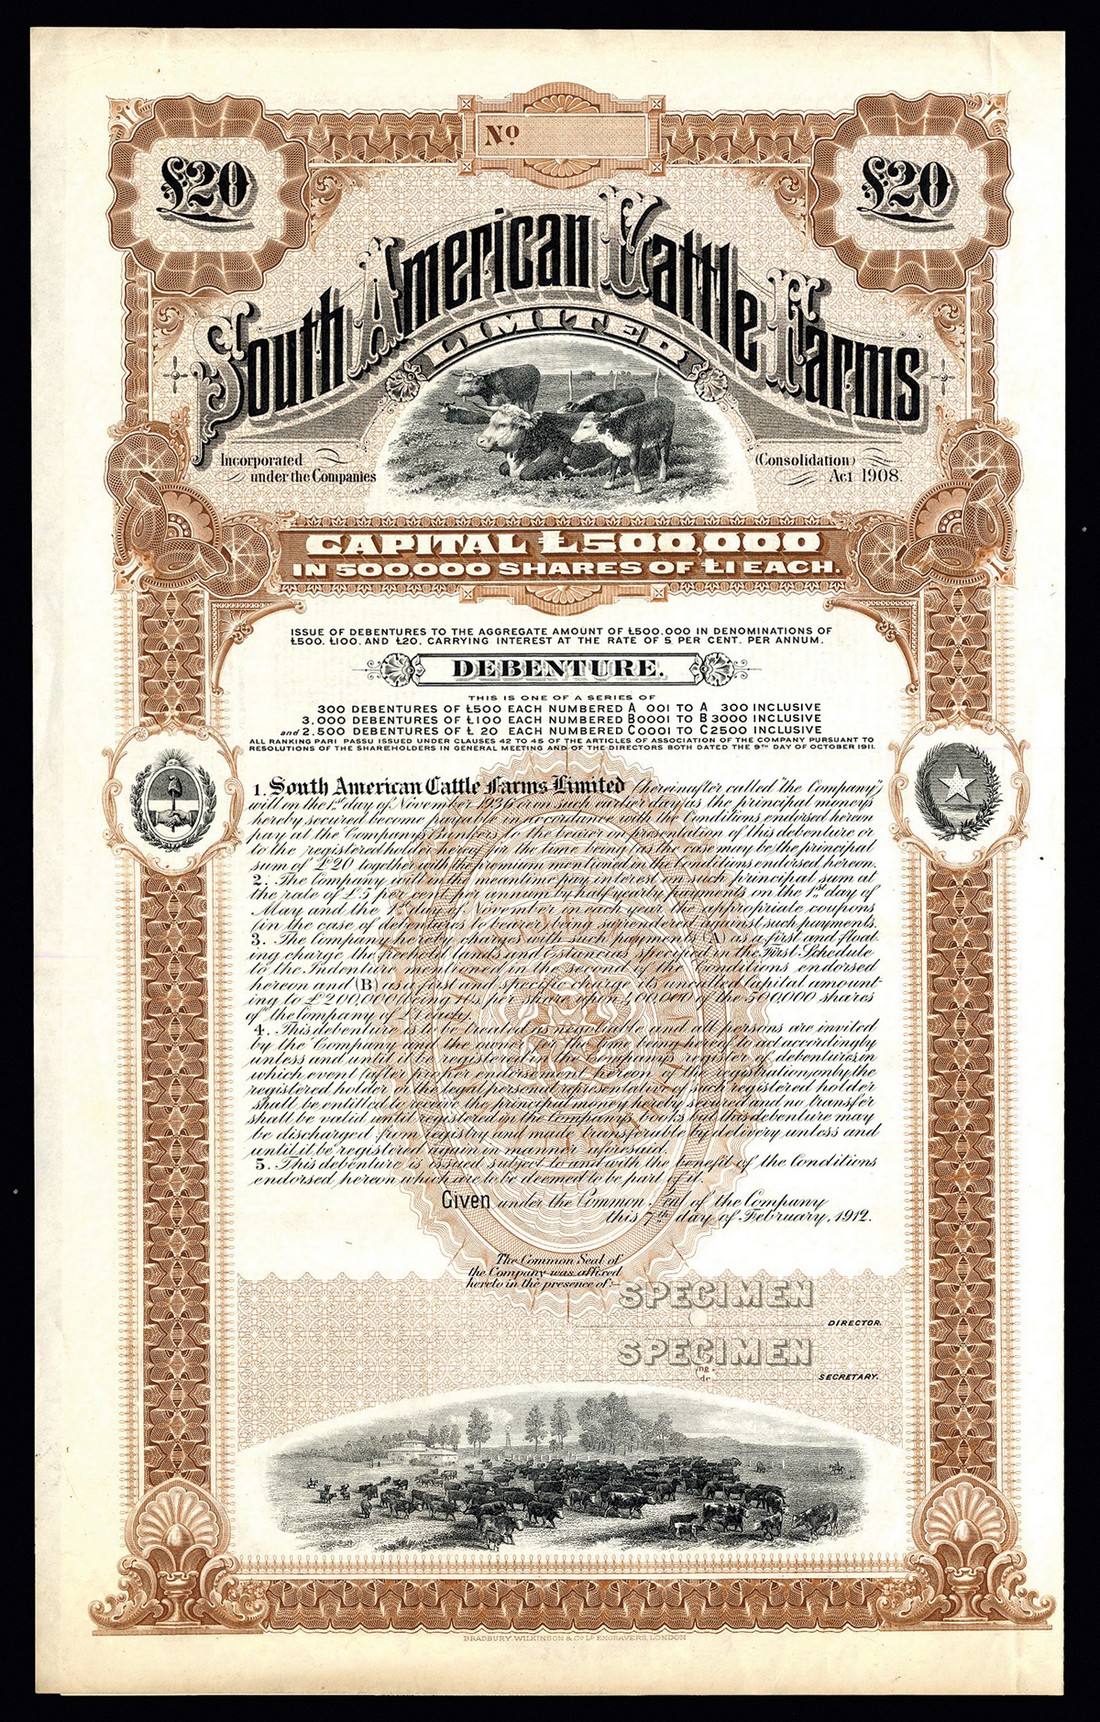 No.
£20 £20
South American Cattle Farms
LIMITED
Incorporated
under the Companies
(Consolidation)
Act 1908.
CAPITAL £500,000
IN 500,000 SHARES OF £1 EACH.
ISSUE OF DEBENTURES TO THE AGGREGATE AMOUNT OF £500.000 IN DENOMINATIONS OF
£500. £100. AND £20. CARRYING INTEREST AT THE RATE OF 5 PER CENT. PER ANNUM.
DEBENTURE.
THIS IS ONE OF A SERIES OF
300 DEBENTURES OF £500 EACH NUMBERED A 001 TO A 300 INCLUSIVE
3,000 DEBENTURES OF £100 EACH NUMBERED B0001 TO B3000 INCLUSIVE
and 2,500 DEBENTURES OF £ 20 EACH NUMBERED C0001 TO C2500 INCLUSIVE
ALL RANKING PARI PASSU ISSUED UNDER CLAUSES 42 TO 45 OF THE ARTICLES OF ASSOCIATION OF THE COMPANY PURSUANT TO
RESOLUTIONS OF THE SHAREHOLDERS IN GENERAL MEETING AND OF THE DIRECTORS BOTH DATED THE 9TH DAY OF OCTOBER 1911.
1. South American Cattle Farms Limited (hereinafter called "the Company")
will on the 1st day of November 1936 or on such earlier day as the principal moneys
hereby secured become payable in accordance with the Conditions endorsed hereon
pay at the Company's Bankers to the bearer on presentation of this debenture or
to the registered holder hereof for the time being (as the case may be) the principal
sum of £20 together with the premium mentioned in the Conditions endorsed hereon.
2. The Company will in the meantime pay interest on such principal sum at
the rate of £5 per cent per annum by half yearly payments on the 1st day of
May and the 1st day of November in each year the appropriate coupons
(in the case of debentures to bearer) being surrendered against such payments.
3. The Company hereby charges with such payments (A) as a first and float-
ing charge the freehold lands and Estancias specified in the First Schedule
to the Indenture mentioned in the second of the Conditions endorsed
hereon and (B) as a first and specific charge its uncalled capital amount-
ing to £200,000 (being 10s per share upon 400,000 of the 500,000 shares
of the Company of £1 each).
4. This debenture is to be treated as negotiable and all persons are invited
by the Company and the owner for the time being hereof to act accordingly
unless and until it be registered in the Company's register of debentures in
which event (after proper endorsement hereon of the registration) only the
registered holder or the legal personal representative of such registered holder
shall be entitled to receive the principal money hereby secured and no transfer
shall be valid until registered in the Company's books but this debenture may
be discharged from registry and made transferable by delivery unless and
until it be registered again in manner aforesaid.
5. This debenture is issued subject to and with the benefit of the Conditions
endorsed hereon which are to be deemed to be part of it.
Given under the Common Seal of the Company
this 7th day of February, 1912.
The Common Seal of
the Company was affixed
hereto in the presence of:-
SPECIMEN
DIRECTOR.
SPECIMEN
SECRETARY.
BRADBURY, WILKINSON & Co. Ld. ENGRAVERS, LONDON